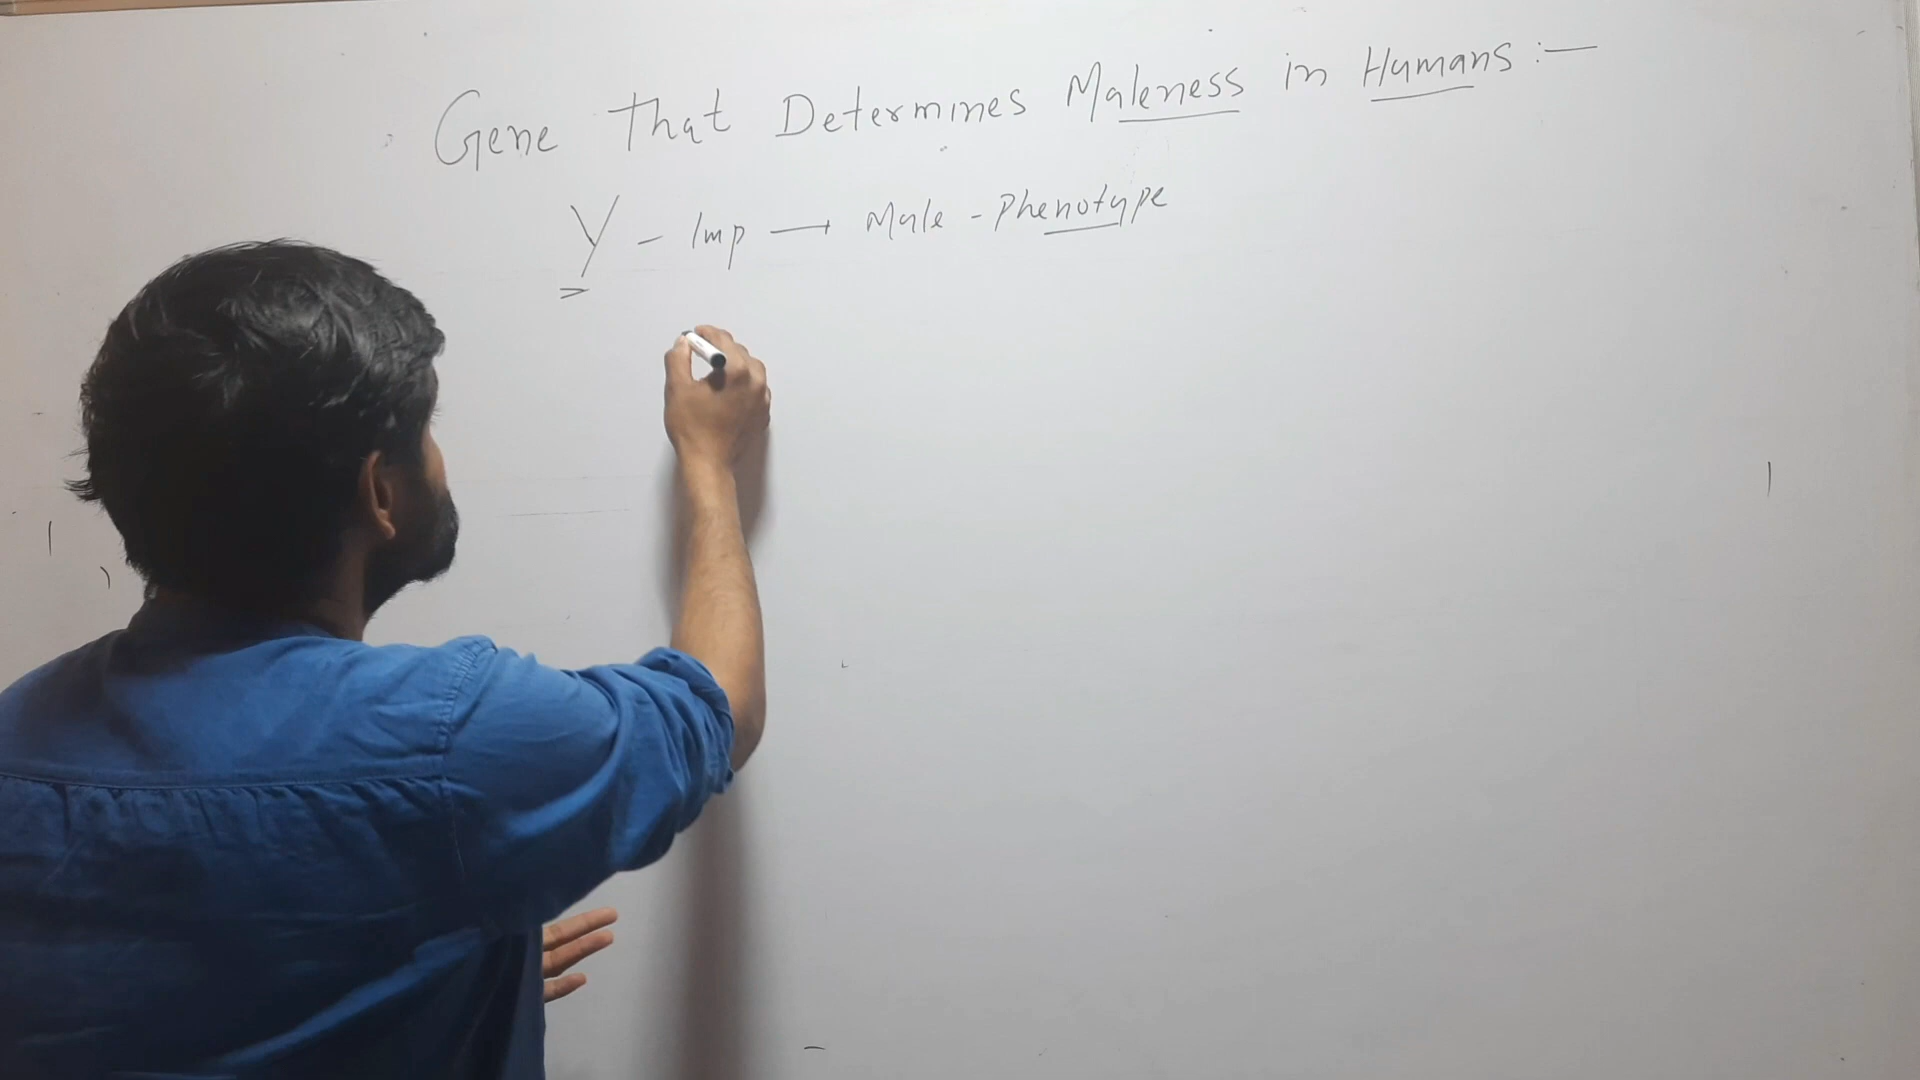 Gene That Determines Maleness in Humans :-
Y - Imp → Male - Phenotype